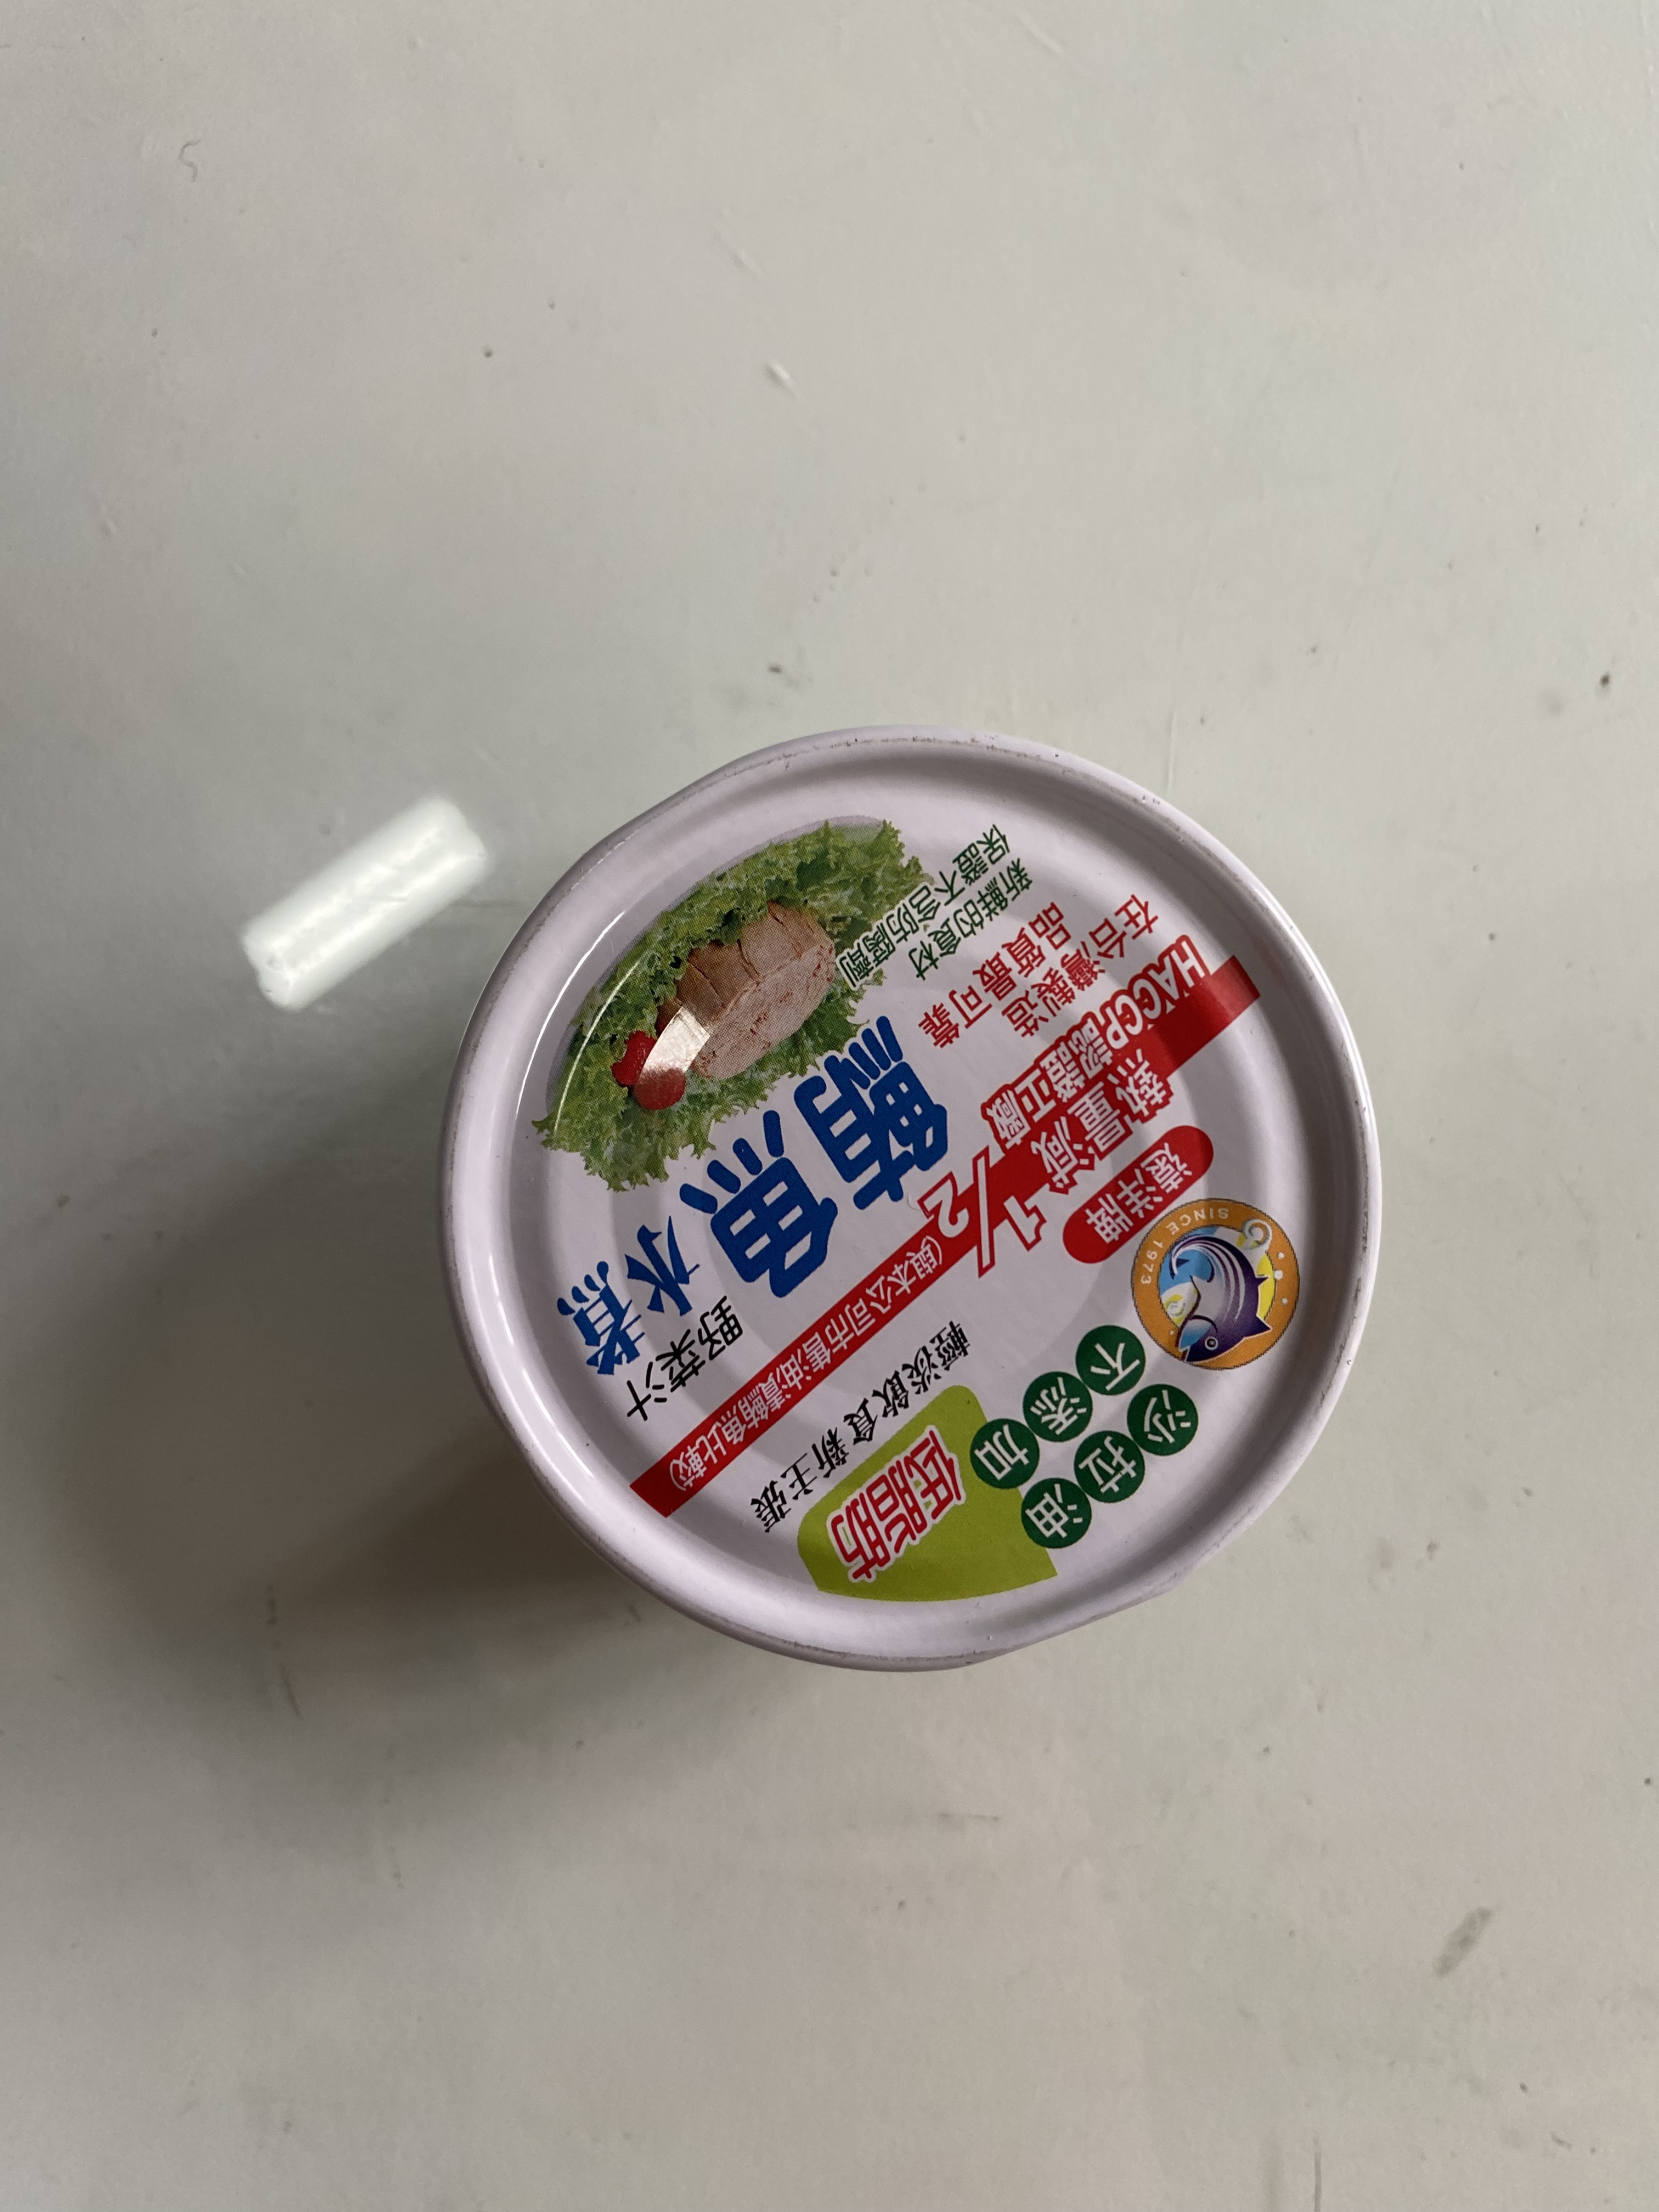 SINCE 1973
遠洋牌
不添加
沙拉油
低脂肪
輕淡飲食新主張
熱量減1/2
(與本公司市售油漬鮪魚比較)
HACCP認證工廠
在台灣製造
品質最可靠
新鮮的食材
保證不含防腐劑
鮪魚
水煮
野菜汁